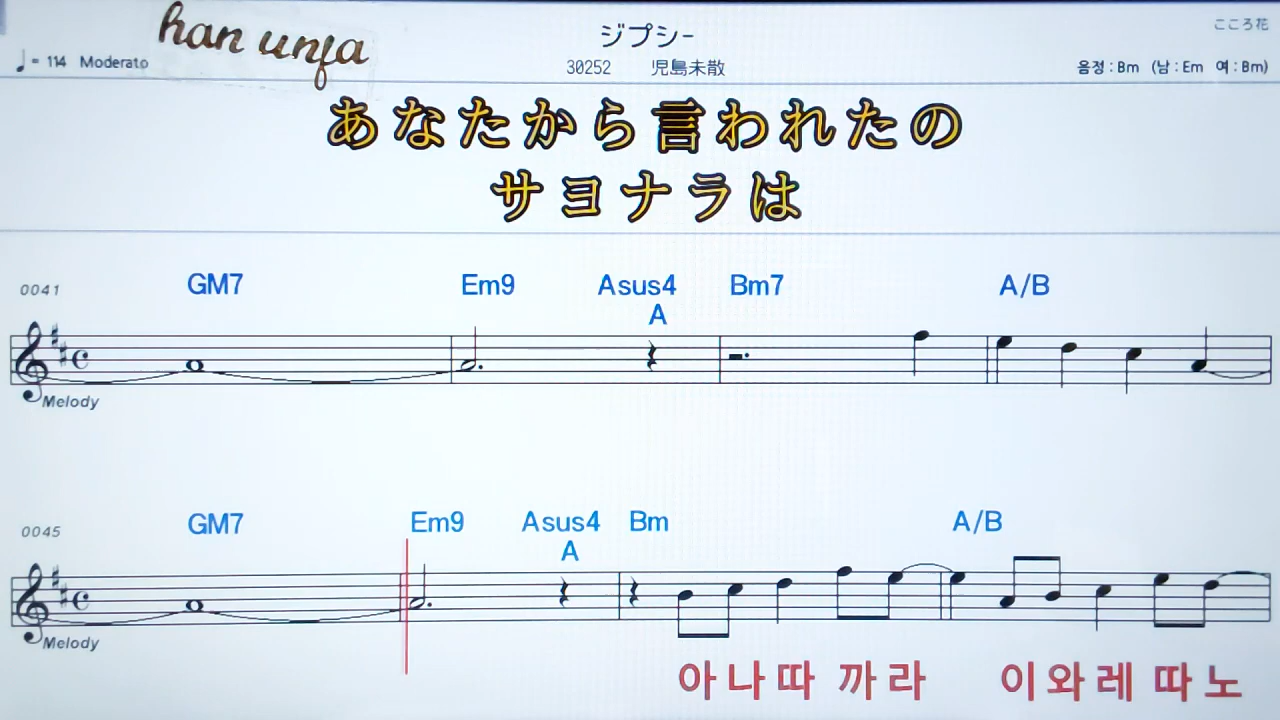 han unfa
ジプシー
こころ花
♩= 114 Moderato
30252 児島未散
음정 : Bm (남 : Em 여 : Bm)
あなたから言われたの
サヨナラは
0041 GM7 Em9 Asus4 Bm7 A/B
A
Melody
0045 GM7 Em9 Asus4 Bm A/B
A
Melody
아나따 까라 이와레 따노